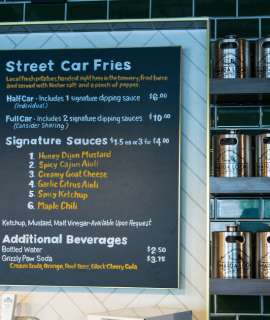 Street Car Fries
Local fresh potatoes, handcut right here in the brewery, fried twice
and served with kosher salt and a pinch of pepper.
Half Car - Includes 1 signature dipping sauce $6.00
(Individual)
Full Car - Includes 2 signature dipping sauces $10.00
(Consider Sharing)
Signature Sauces $1.5 ea or 3 for $4.00
1. Honey Dijon Mustard
2. Spicy Cajun Aioli
3. Creamy Goat Cheese
4. Garlic Citrus Aioli
5. Spicy Ketchup
6. Maple Chili
Ketchup, Mustard, Malt Vinegar-Available Upon Request
Additional Beverages
Bottled Water $2.50
Grizzly Paw Soda $3.75
Cream Soda, Orange, Root Beer, Black Cherry Cola